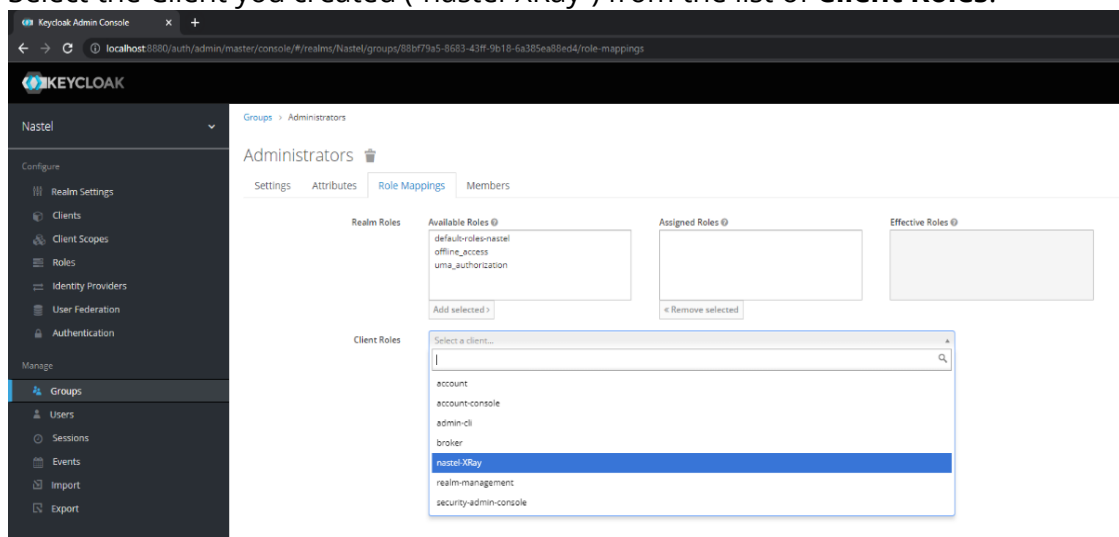 Select the Client you created ("nastel XRay") from the list of Client Roles.
Keycloak Admin Console × +
localhost:8080/auth/admin/master/console/#/realms/Nastel/groups/88bf79a5-8683-43ff-9b18-6a385ea88ed4/role-mappings
KEYCLOAK
Nastel
Configure
Realm Settings
Clients
Client Scopes
Roles
Identity Providers
User Federation
Authentication
Manage
Groups
Users
Sessions
Events
Import
Export
Groups > Administrators
Administrators
Settings Attributes Role Mappings Members
Realm Roles Available Roles Assigned Roles Effective Roles
default-roles-nastel
offline_access
uma_authorization
Add selected > « Remove selected
Client Roles Select a client...
account
account-console
admin-cli
broker
nastel-XRay
realm-management
security-admin-console